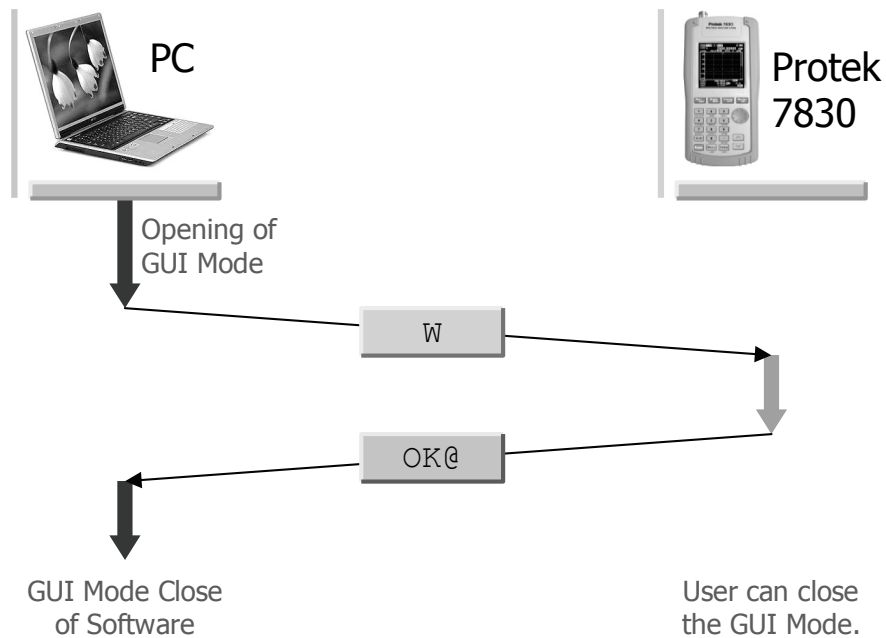 PC
Protek
7830
Opening of
GUI Mode
W
OK@
GUI Mode Close
of Software
User can close
the GUI Mode.